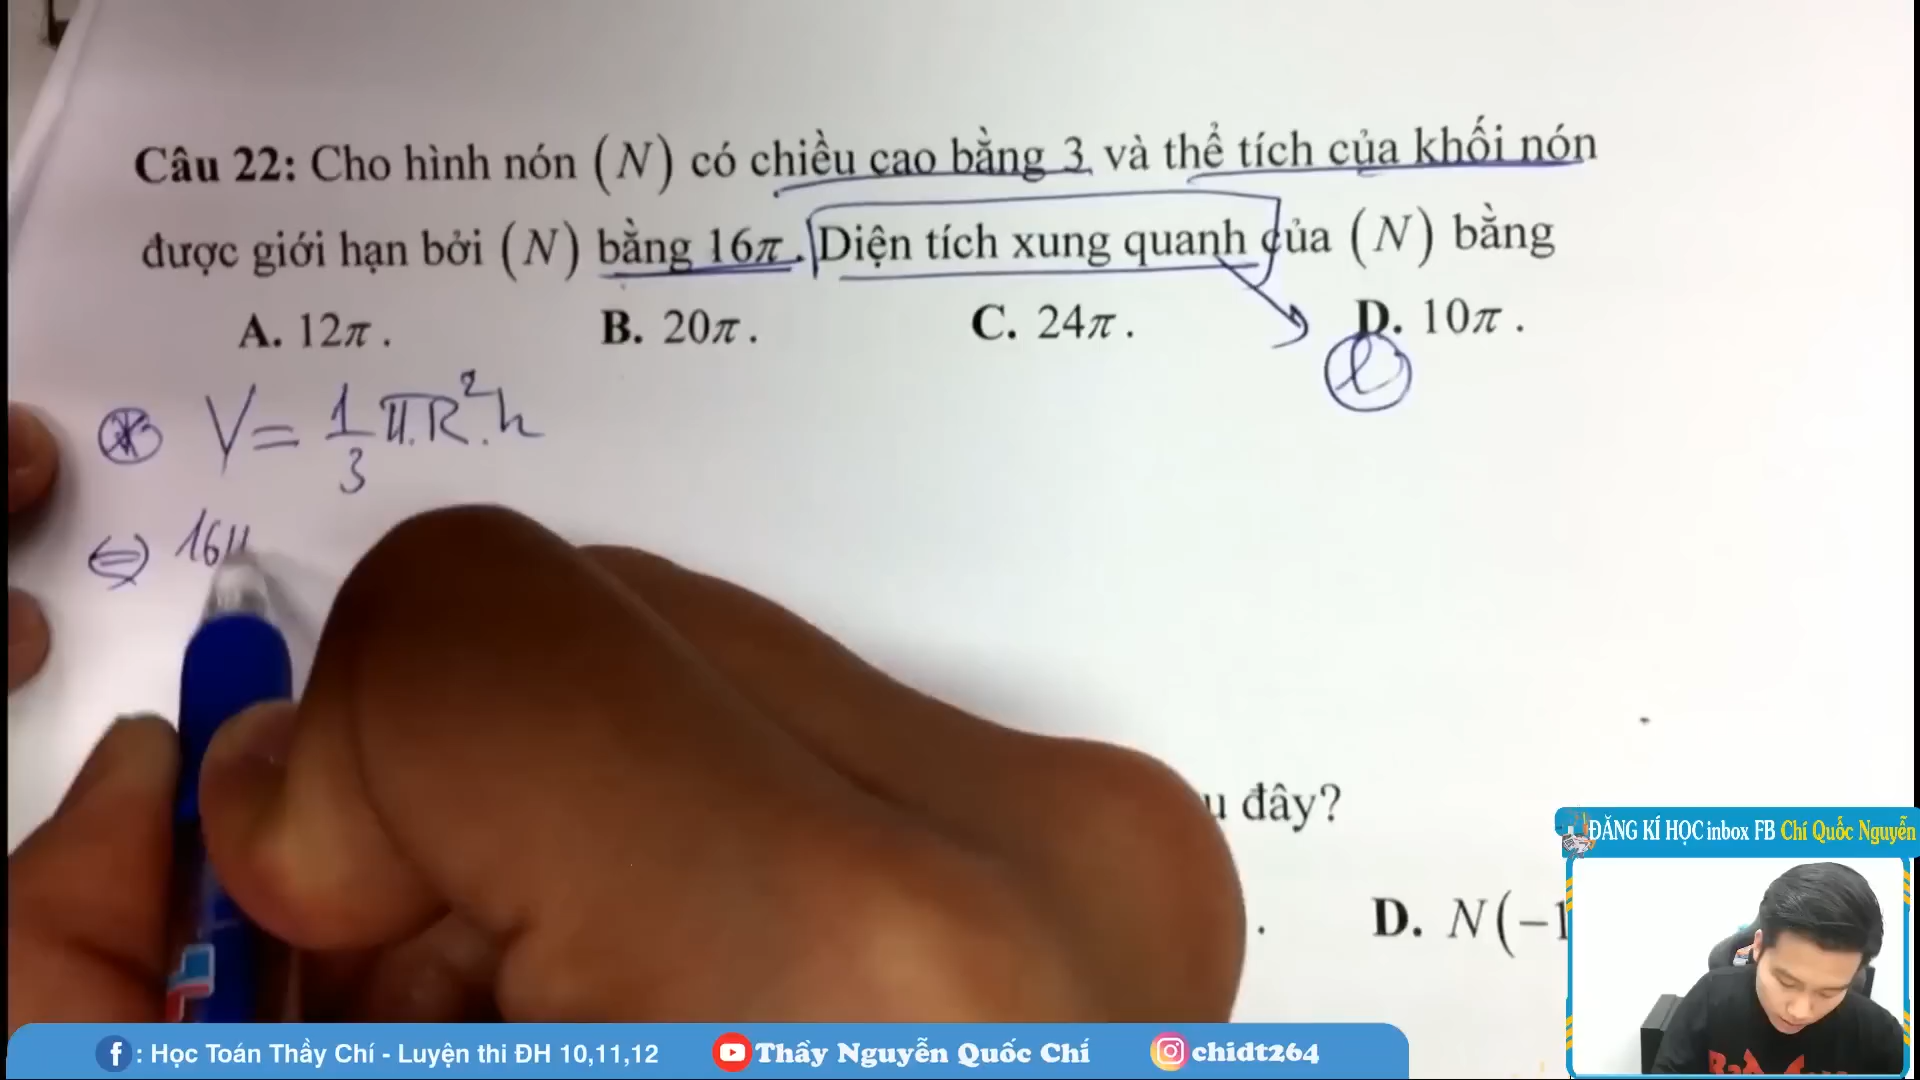 Câu 22: Cho hình nón (N) có chiều cao bằng 3 và thể tích của khối nón
được giới hạn bởi (N) bằng 16π. Diện tích xung quanh của (N) bằng
A. 12π. B. 20π. C. 24π. D. 10π.
ℓ
V = 1/3 π.R².h
⇔ 16π
đây?
. D. N(−1
ĐĂNG KÍ HỌC inbox FB Chí Quốc Nguyễn
: Học Toán Thầy Chí - Luyện thi ĐH 10,11,12 Thầy Nguyễn Quốc Chí chidt264